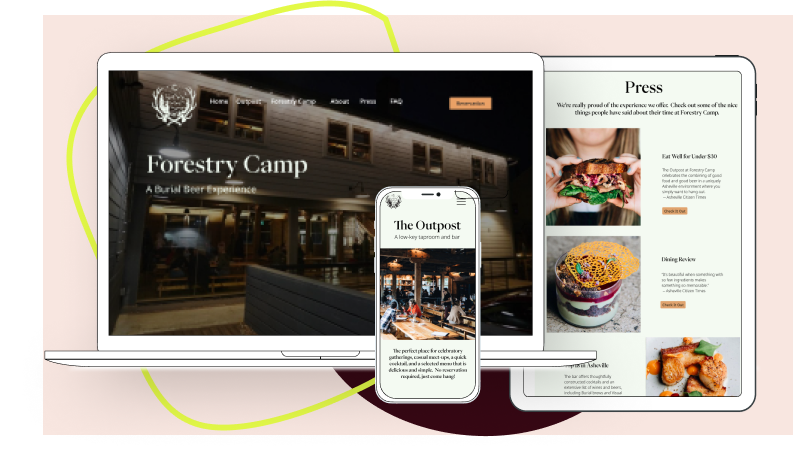 Home Outpost Forestry Camp About Press FAQ
Reservation
Forestry Camp
A Burial Beer Experience
The Outpost
A low-key taproom and bar
The perfect place for celebratory
gatherings, casual meet-ups, a quick
cocktail, and a selected menu that is
delicious and simple. No reservation
required, just come hang!
Press
We're really proud of the experience we offer. Check out some of the nice
things people have said about their time at Forestry Camp.
Eat Well for Under $30
The Outpost at Forestry Camp
celebrates the combining of good
food and good beer in a uniquely
Asheville environment where you
simply want to hang out.
—Asheville Citizen Times
Check It Out
Dining Review
"It's beautiful when something with
so few ingredients makes
something so memorable."
—Asheville Citizen Times
Check It Out
in Asheville
The bar offers thoughtfully
constructed cocktails and an
extensive list of wines and beers,
including Burial brews and Visual